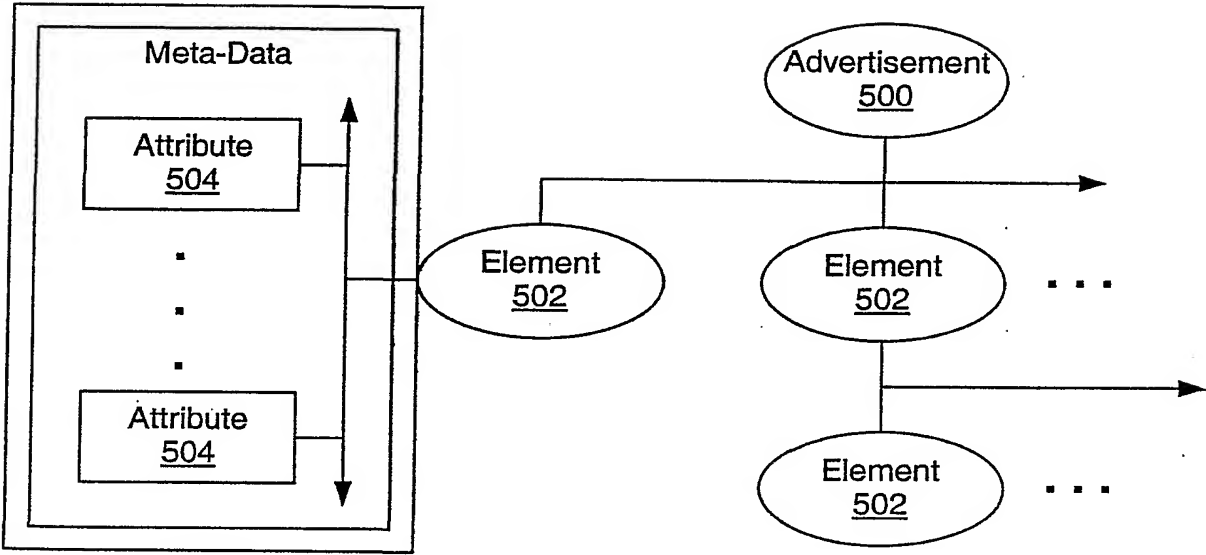 Meta-Data
Attribute
504
Attribute
504
Advertisement
500
Element
502
Element
502
Element
502